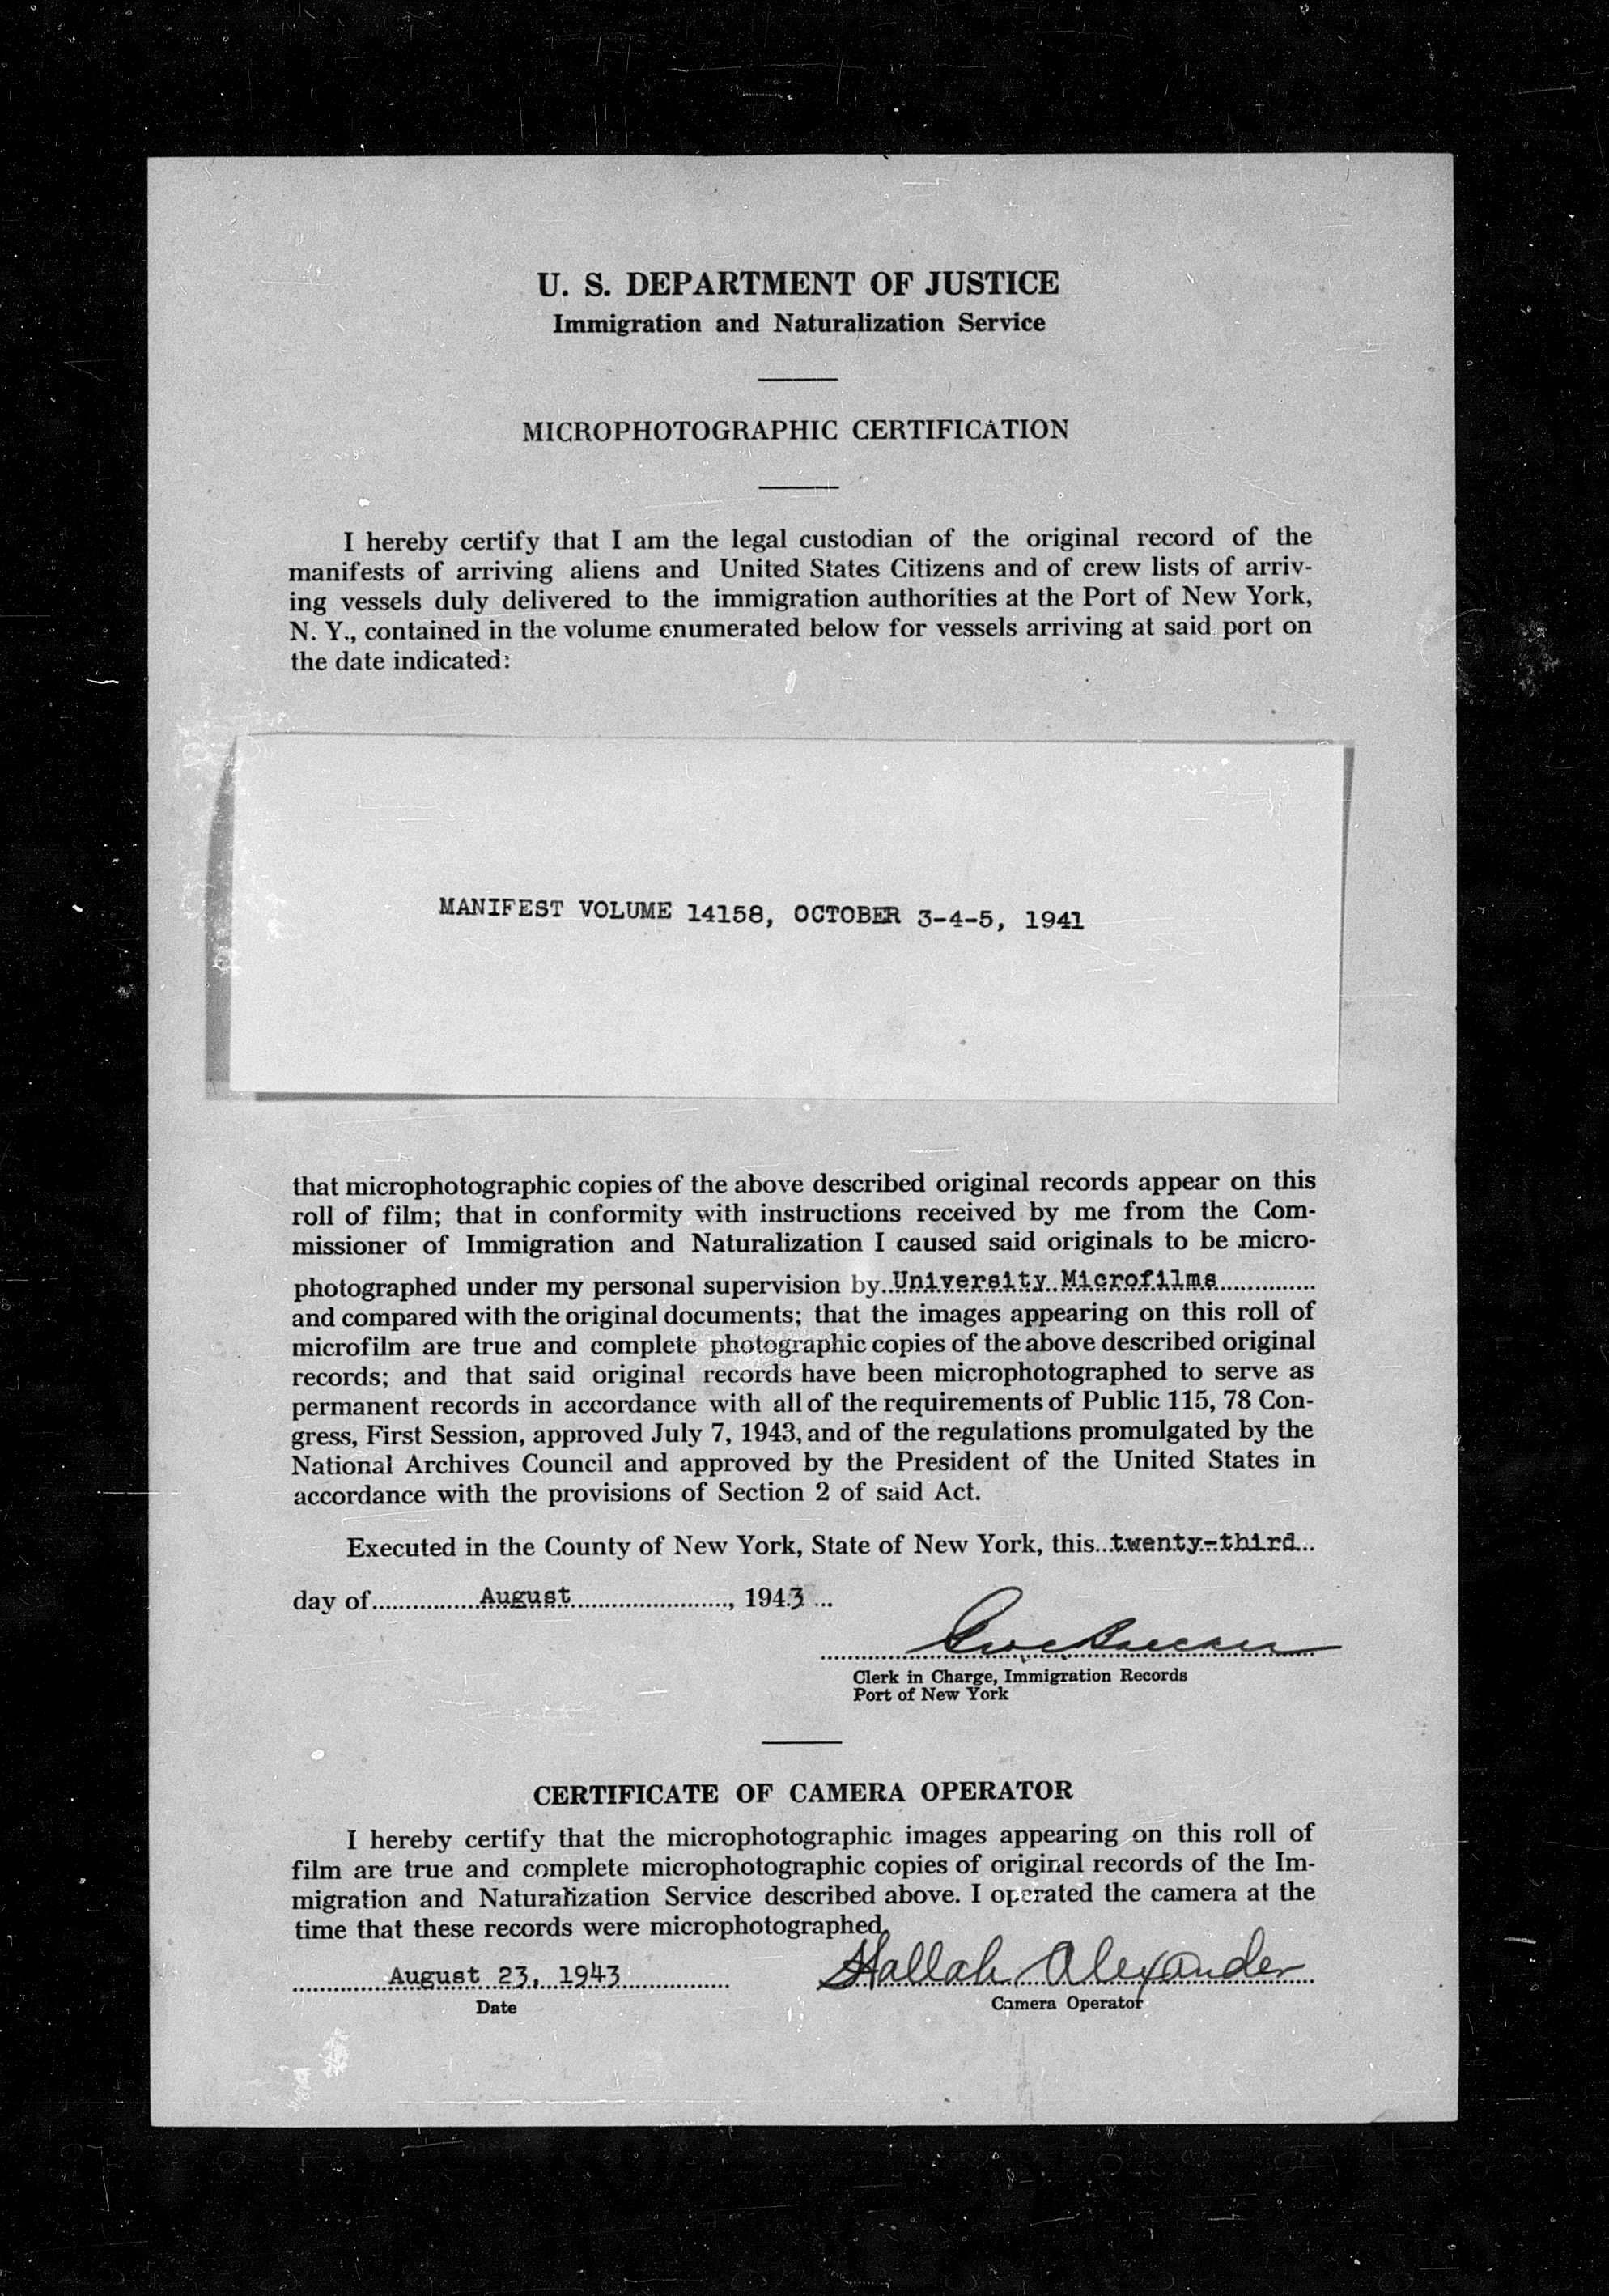 U. S. DEPARTMENT OF JUSTICE
Immigration and Naturalization Service
MICROPHOTOGRAPHIC CERTIFICATION
I hereby certify that I am the legal custodian of the original record of the
manifests of arriving aliens and United States Citizens and of crew lists of arriv-
ing vessels duly delivered to the immigration authorities at the Port of New York,
N. Y., contained in the volume enumerated below for vessels arriving at said port on
the date indicated:
MANIFEST VOLUME 14158, OCTOBER 3-4-5, 1941
that microphotographic copies of the above described original records appear on this
roll of film; that in conformity with instructions received by me from the Com-
missioner of Immigration and Naturalization I caused said originals to be micro-
photographed under my personal supervision by University Microfilms
and compared with the original documents; that the images appearing on this roll of
microfilm are true and complete photographic copies of the above described original
records; and that said original records have been microphotographed to serve as
permanent records in accordance with all of the requirements of Public 115, 78 Con-
gress, First Session, approved July 7, 1943, and of the regulations promulgated by the
National Archives Council and approved by the President of the United States in
accordance with the provisions of Section 2 of said Act.
Executed in the County of New York, State of New York, this twenty-third
day of August, 1943
Clerk in Charge, Immigration Records
Port of New York
CERTIFICATE OF CAMERA OPERATOR
I hereby certify that the microphotographic images appearing on this roll of
film are true and complete microphotographic copies of original records of the Im-
migration and Naturalization Service described above. I operated the camera at the
time that these records were microphotographed.
August 23, 1943 Hallah Alexander
Date Camera Operator